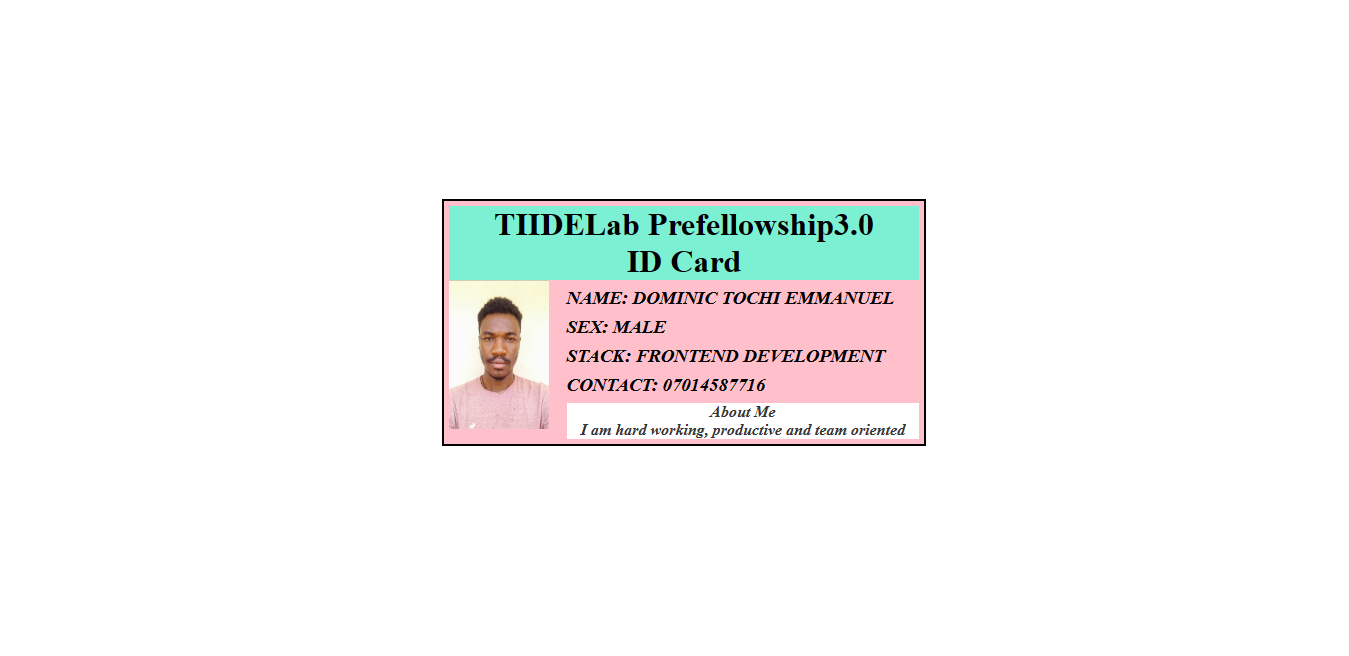 TIIDELab Prefellowship3.0
ID Card
NAME: DOMINIC TOCHI EMMANUEL
SEX: MALE
STACK: FRONTEND DEVELOPMENT
CONTACT: 07014587716
About Me
I am hard working, productive and team oriented